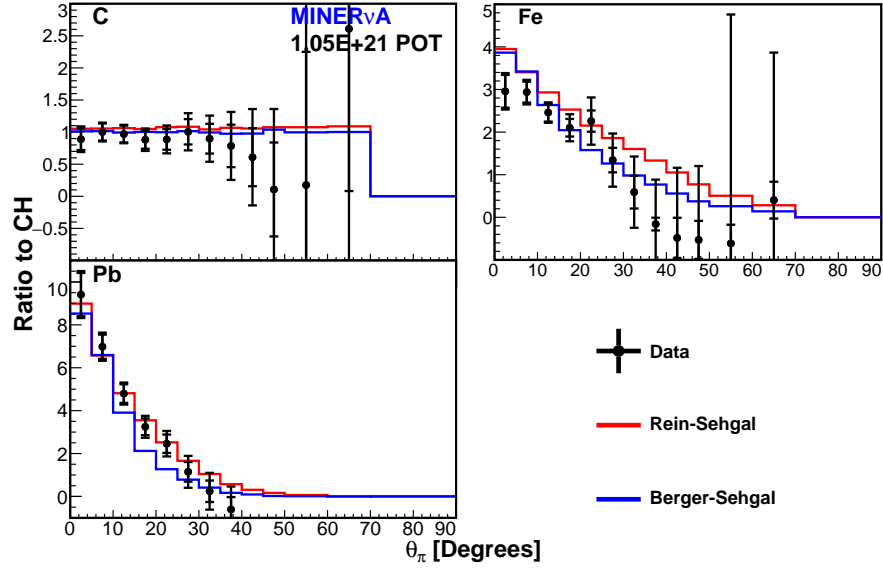 C
MINERνA
1.05E+21 POT
2.5
2
1.5
1
0.5
0
−0.5
Fe
5
4
3
2
1
0
0 10 20 30 40 50 60 70 80 90
Ratio to CH
Pb
10
8
6
4
2
0
0 10 20 30 40 50 60 70 80 90
θπ [Degrees]
Data
Rein-Sehgal
Berger-Sehgal